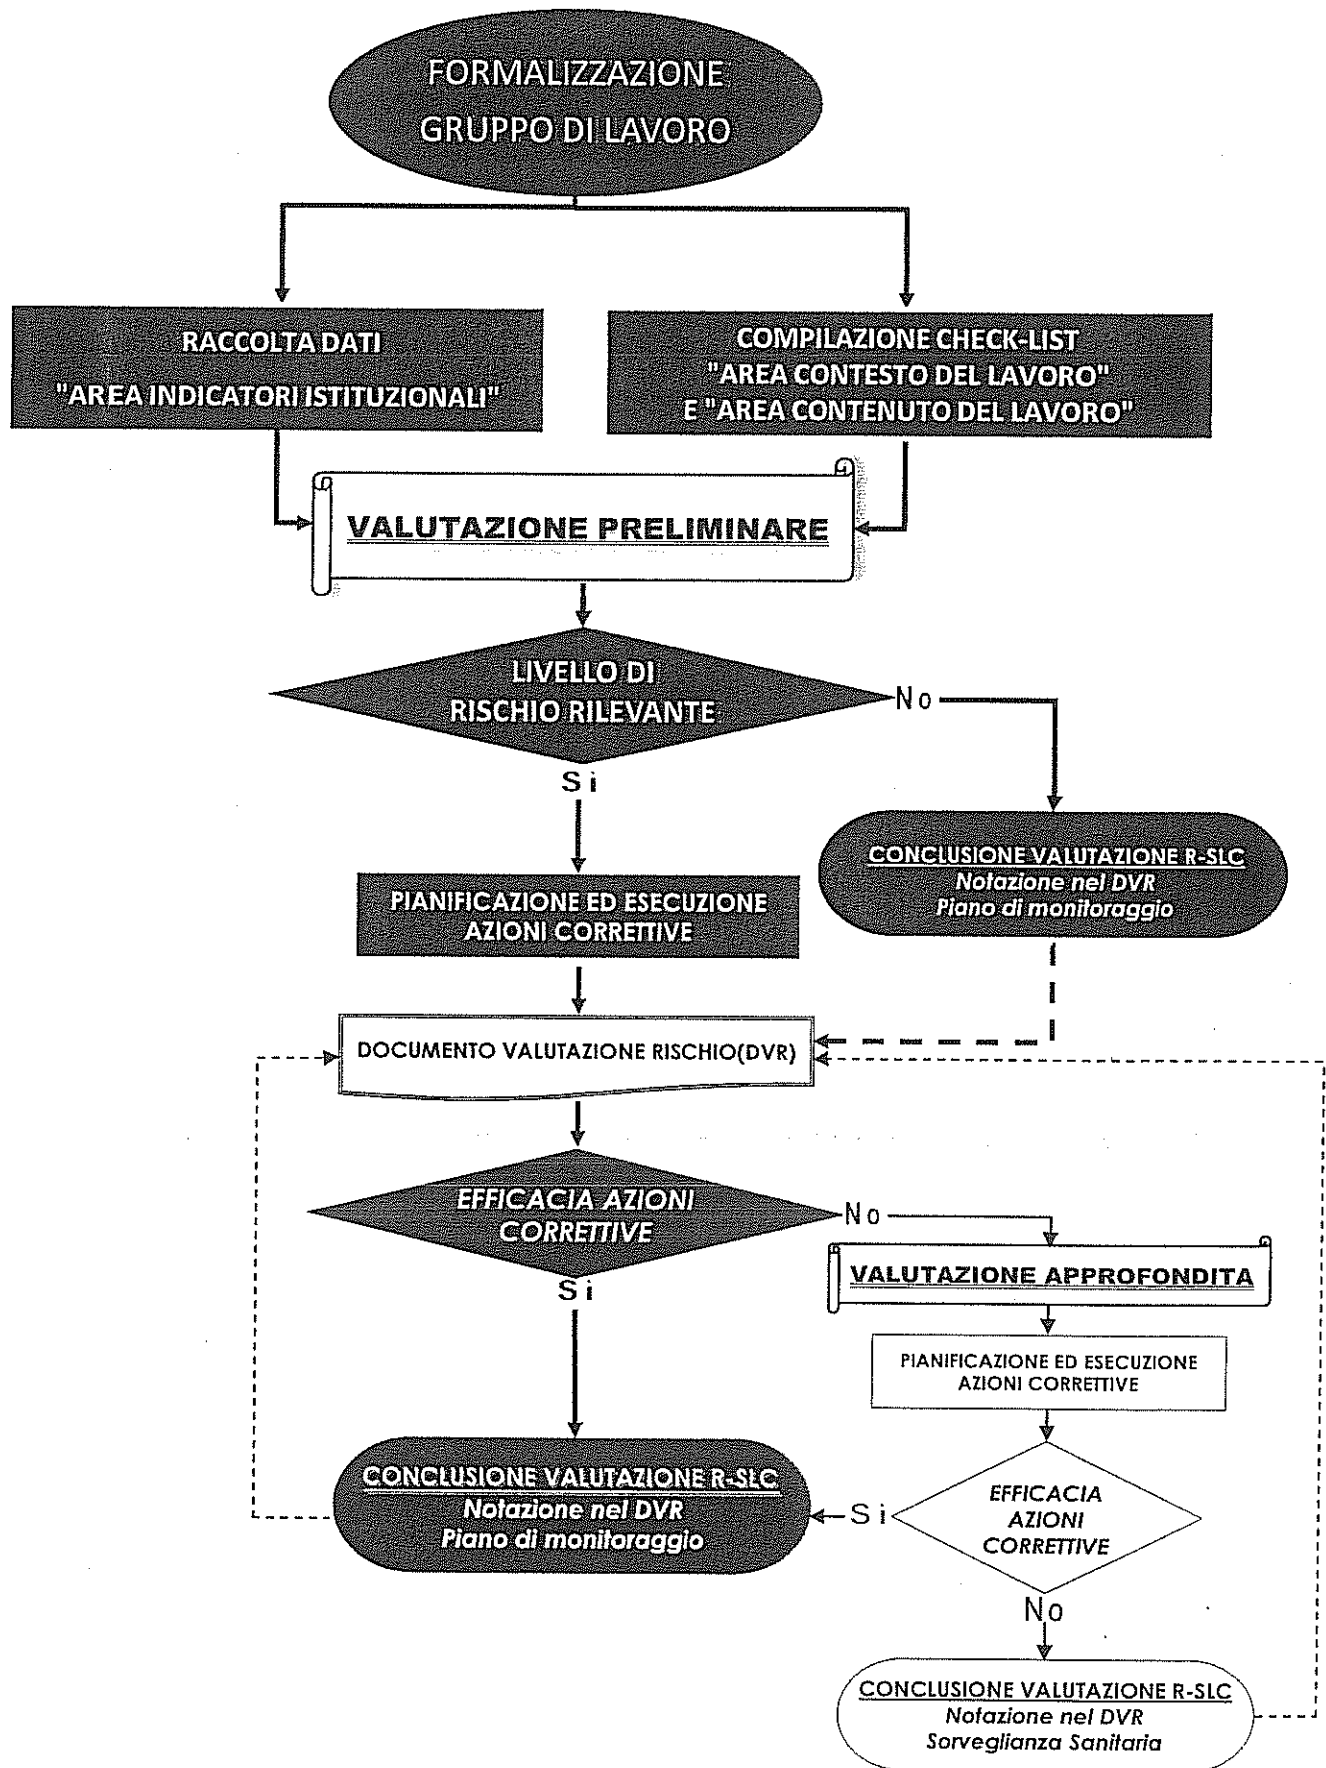 FORMALIZZAZIONE
GRUPPO DI LAVORO
RACCOLTA DATI
"AREA INDICATORI ISTITUZIONALI"
COMPILAZIONE CHECK-LIST
"AREA CONTESTO DEL LAVORO"
E "AREA CONTENUTO DEL LAVORO"
VALUTAZIONE PRELIMINARE
LIVELLO DI
RISCHIO RILEVANTE
No
Si
CONCLUSIONE VALUTAZIONE R-SLC
Notazione nel DVR
Piano di monitoraggio
PIANIFICAZIONE ED ESECUZIONE
AZIONI CORRETTIVE
DOCUMENTO VALUTAZIONE RISCHIO(DVR)
EFFICACIA AZIONI
CORRETTIVE
No
Si
VALUTAZIONE APPROFONDITA
PIANIFICAZIONE ED ESECUZIONE
AZIONI CORRETTIVE
CONCLUSIONE VALUTAZIONE R-SLC
Notazione nel DVR
Piano di monitoraggio
Si
EFFICACIA
AZIONI
CORRETTIVE
No
CONCLUSIONE VALUTAZIONE R-SLC
Notazione nel DVR
Sorveglianza Sanitaria